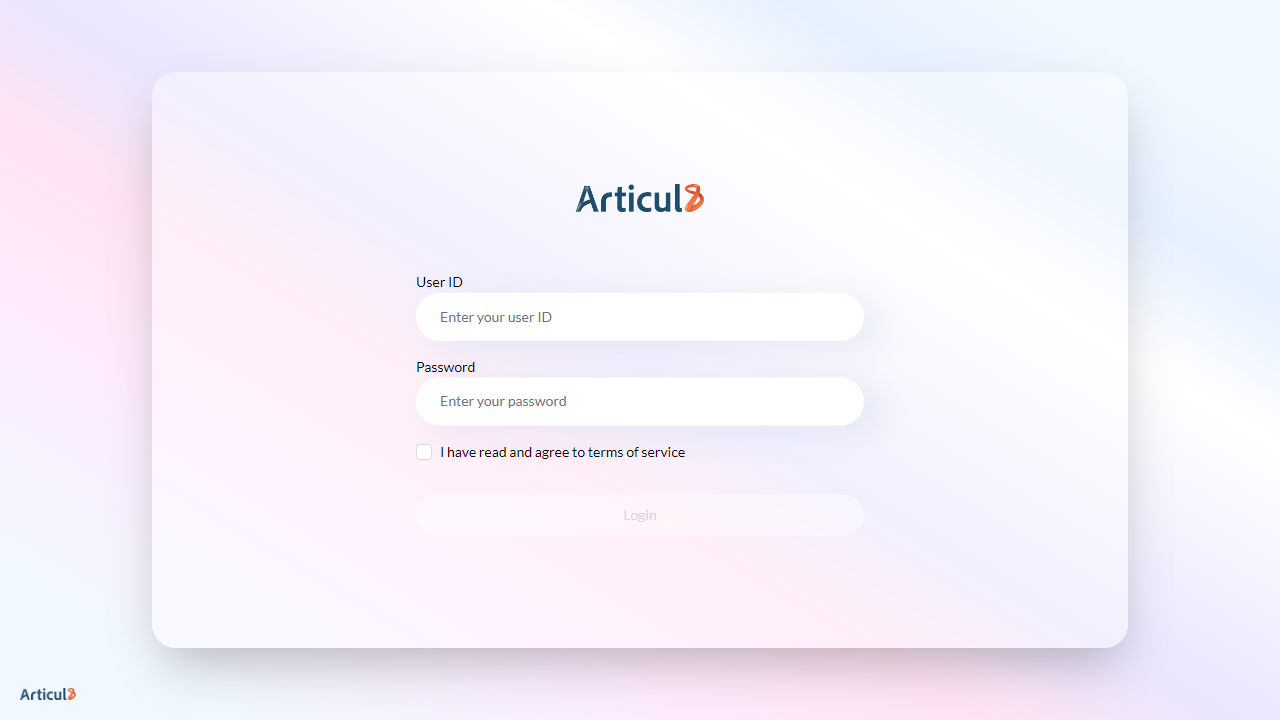 Articul8
User ID
Enter your user ID
Password
Enter your password
I have read and agree to terms of service
Login
Articul8